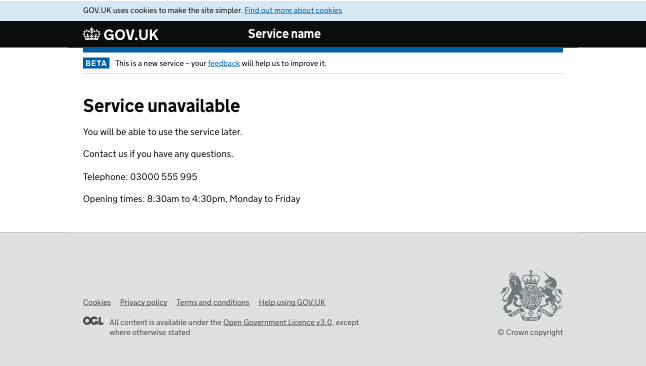 GOV.UK uses cookies to make the site simpler. Find out more about cookies
GOV.UK Service name
BETA This is a new service – your feedback will help us to improve it.
Service unavailable
You will be able to use the service later.
Contact us if you have any questions.
Telephone: 03000 555 995
Opening times: 8:30am to 4:30pm, Monday to Friday
Cookies Privacy policy Terms and conditions Help using GOV.UK
OGL All content is available under the Open Government Licence v3.0, except
where otherwise stated
© Crown copyright